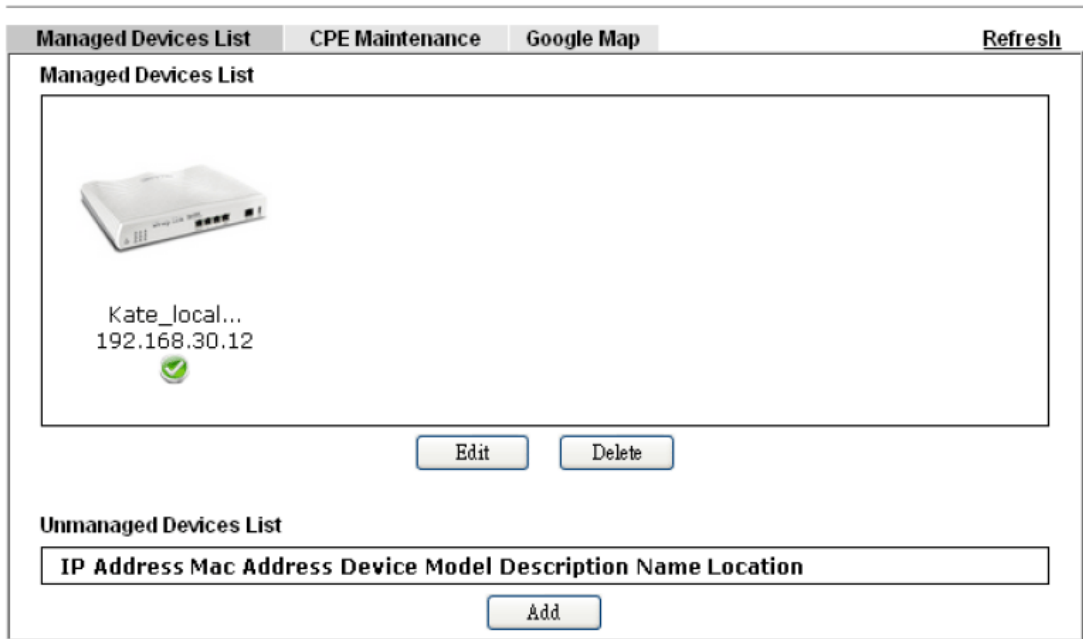 Managed Devices List CPE Maintenance Google Map Refresh
Managed Devices List
Kate_local...
192.168.30.12
Edit Delete
Unmanaged Devices List
IP Address Mac Address Device Model Description Name Location
Add